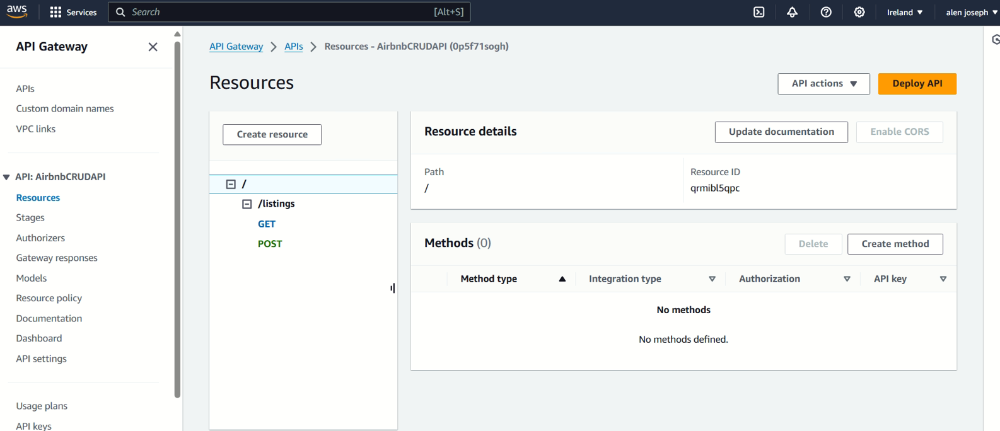 aws
Services
Search
[Alt+S]
Ireland
alen joseph
API Gateway
APIs
Custom domain names
VPC links
API: AirbnbCRUDAPI
Resources
Stages
Authorizers
Gateway responses
Models
Resource policy
Documentation
Dashboard
API settings
Usage plans
API keys
API Gateway > APIs > Resources - AirbnbCRUDAPI (0p5f71sogh)
Resources
API actions
Deploy API
Create resource
/
/listings
GET
POST
Resource details
Update documentation
Enable CORS
Path
/
Resource ID
qrmibl5qpc
Methods (0)
Delete
Create method
Method type
Integration type
Authorization
API key
No methods
No methods defined.